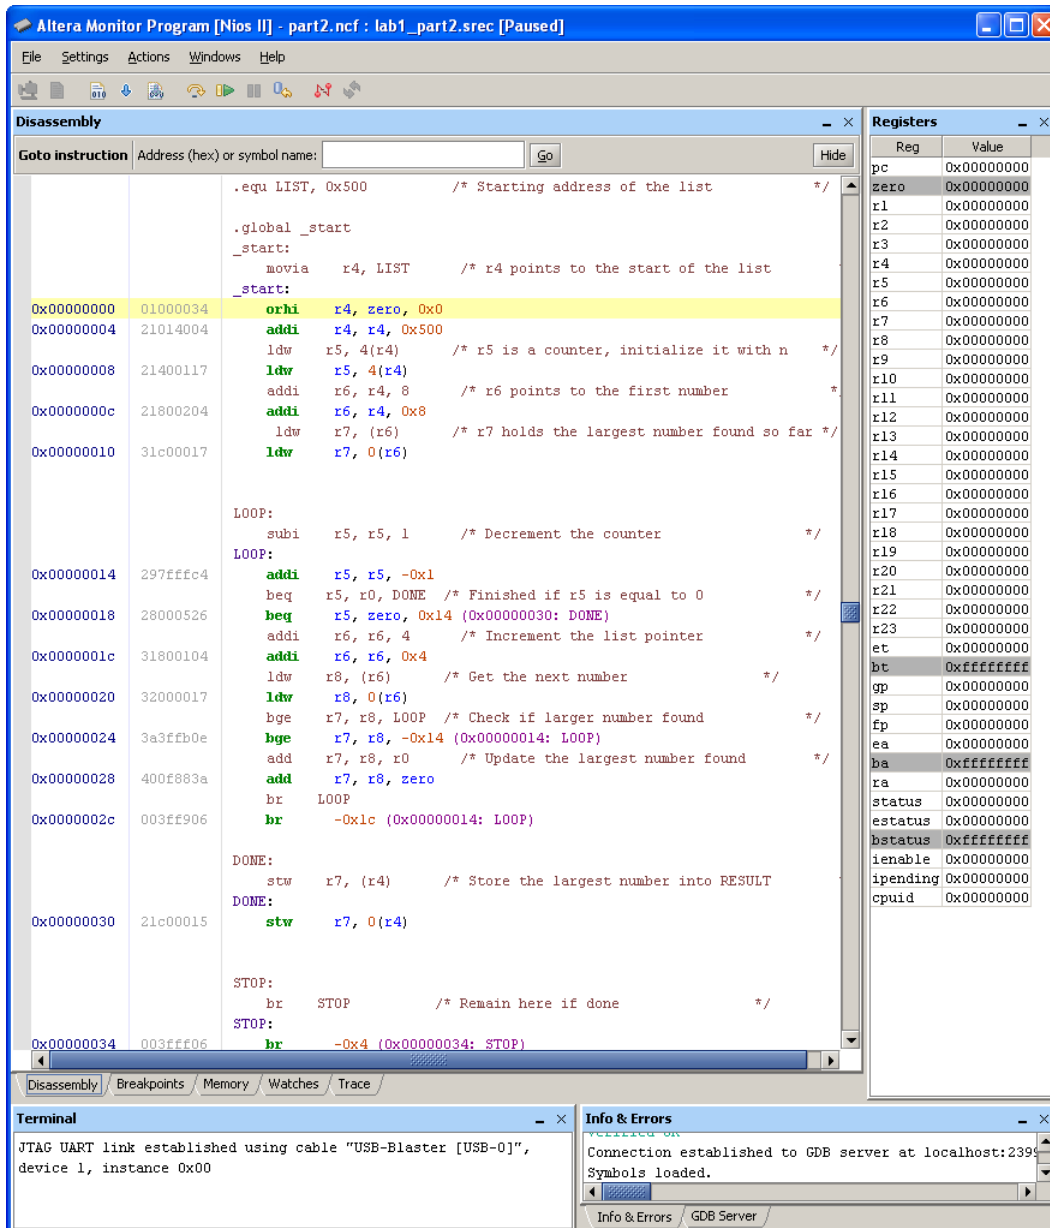 Altera Monitor Program [Nios II] - part2.ncf : lab1_part2.srec [Paused]
File Settings Actions Windows Help
Disassembly
Goto instruction Address (hex) or symbol name: Go Hide
.equ LIST, 0x500 /* Starting address of the list */
.global _start
_start:
movia r4, LIST /* r4 points to the start of the list
_start:
0x00000000 01000034 orhi r4, zero, 0x0
0x00000004 21014004 addi r4, r4, 0x500
ldw r5, 4(r4) /* r5 is a counter, initialize it with n */
0x00000008 21400117 ldw r5, 4(r4)
addi r6, r4, 8 /* r6 points to the first number *
0x0000000c 21800204 addi r6, r4, 0x8
ldw r7, (r6) /* r7 holds the largest number found so far */
0x00000010 31c00017 ldw r7, 0(r6)
LOOP:
subi r5, r5, 1 /* Decrement the counter */
LOOP:
0x00000014 297fffc4 addi r5, r5, -0x1
beq r5, r0, DONE /* Finished if r5 is equal to 0 */
0x00000018 28000526 beq r5, zero, 0x14 (0x00000030: DONE)
addi r6, r6, 4 /* Increment the list pointer */
0x0000001c 31800104 addi r6, r6, 0x4
ldw r8, (r6) /* Get the next number */
0x00000020 32000017 ldw r8, 0(r6)
bge r7, r8, LOOP /* Check if larger number found */
0x00000024 3a3ffb0e bge r7, r8, -0x14 (0x00000014: LOOP)
add r7, r8, r0 /* Update the largest number found */
0x00000028 400f883a add r7, r8, zero
br LOOP
0x0000002c 003ff906 br -0x1c (0x00000014: LOOP)
DONE:
stw r7, (r4) /* Store the largest number into RESULT
DONE:
0x00000030 21c00015 stw r7, 0(r4)
STOP:
br STOP /* Remain here if done */
STOP:
0x00000034 003fff06 br -0x4 (0x00000034: STOP)
Disassembly Breakpoints Memory Watches Trace
Registers
Reg Value
pc 0x00000000
zero 0x00000000
r1 0x00000000
r2 0x00000000
r3 0x00000000
r4 0x00000000
r5 0x00000000
r6 0x00000000
r7 0x00000000
r8 0x00000000
r9 0x00000000
r10 0x00000000
r11 0x00000000
r12 0x00000000
r13 0x00000000
r14 0x00000000
r15 0x00000000
r16 0x00000000
r17 0x00000000
r18 0x00000000
r19 0x00000000
r20 0x00000000
r21 0x00000000
r22 0x00000000
r23 0x00000000
et 0x00000000
bt 0xffffffff
gp 0x00000000
sp 0x00000000
fp 0x00000000
ea 0x00000000
ba 0xffffffff
ra 0x00000000
status 0x00000000
estatus 0x00000000
bstatus 0xffffffff
ienable 0x00000000
ipending 0x00000000
cpuid 0x00000000
Terminal
JTAG UART link established using cable "USB-Blaster [USB-0]",
device 1, instance 0x00
Info & Errors
Verified OK
Connection established to GDB server at localhost:239
Symbols loaded.
Info & Errors GDB Server